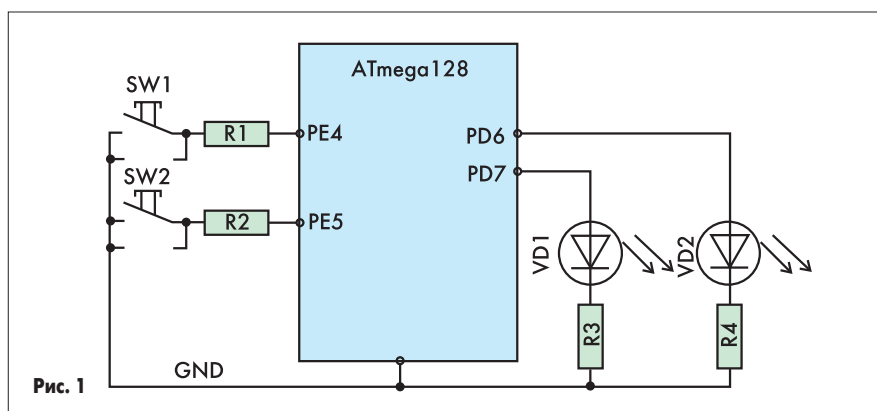 ATmega128
SW1
R1
PE4
PD6
PD7
SW2
R2
PE5
VD1
VD2
R3
R4
GND
Рис. 1